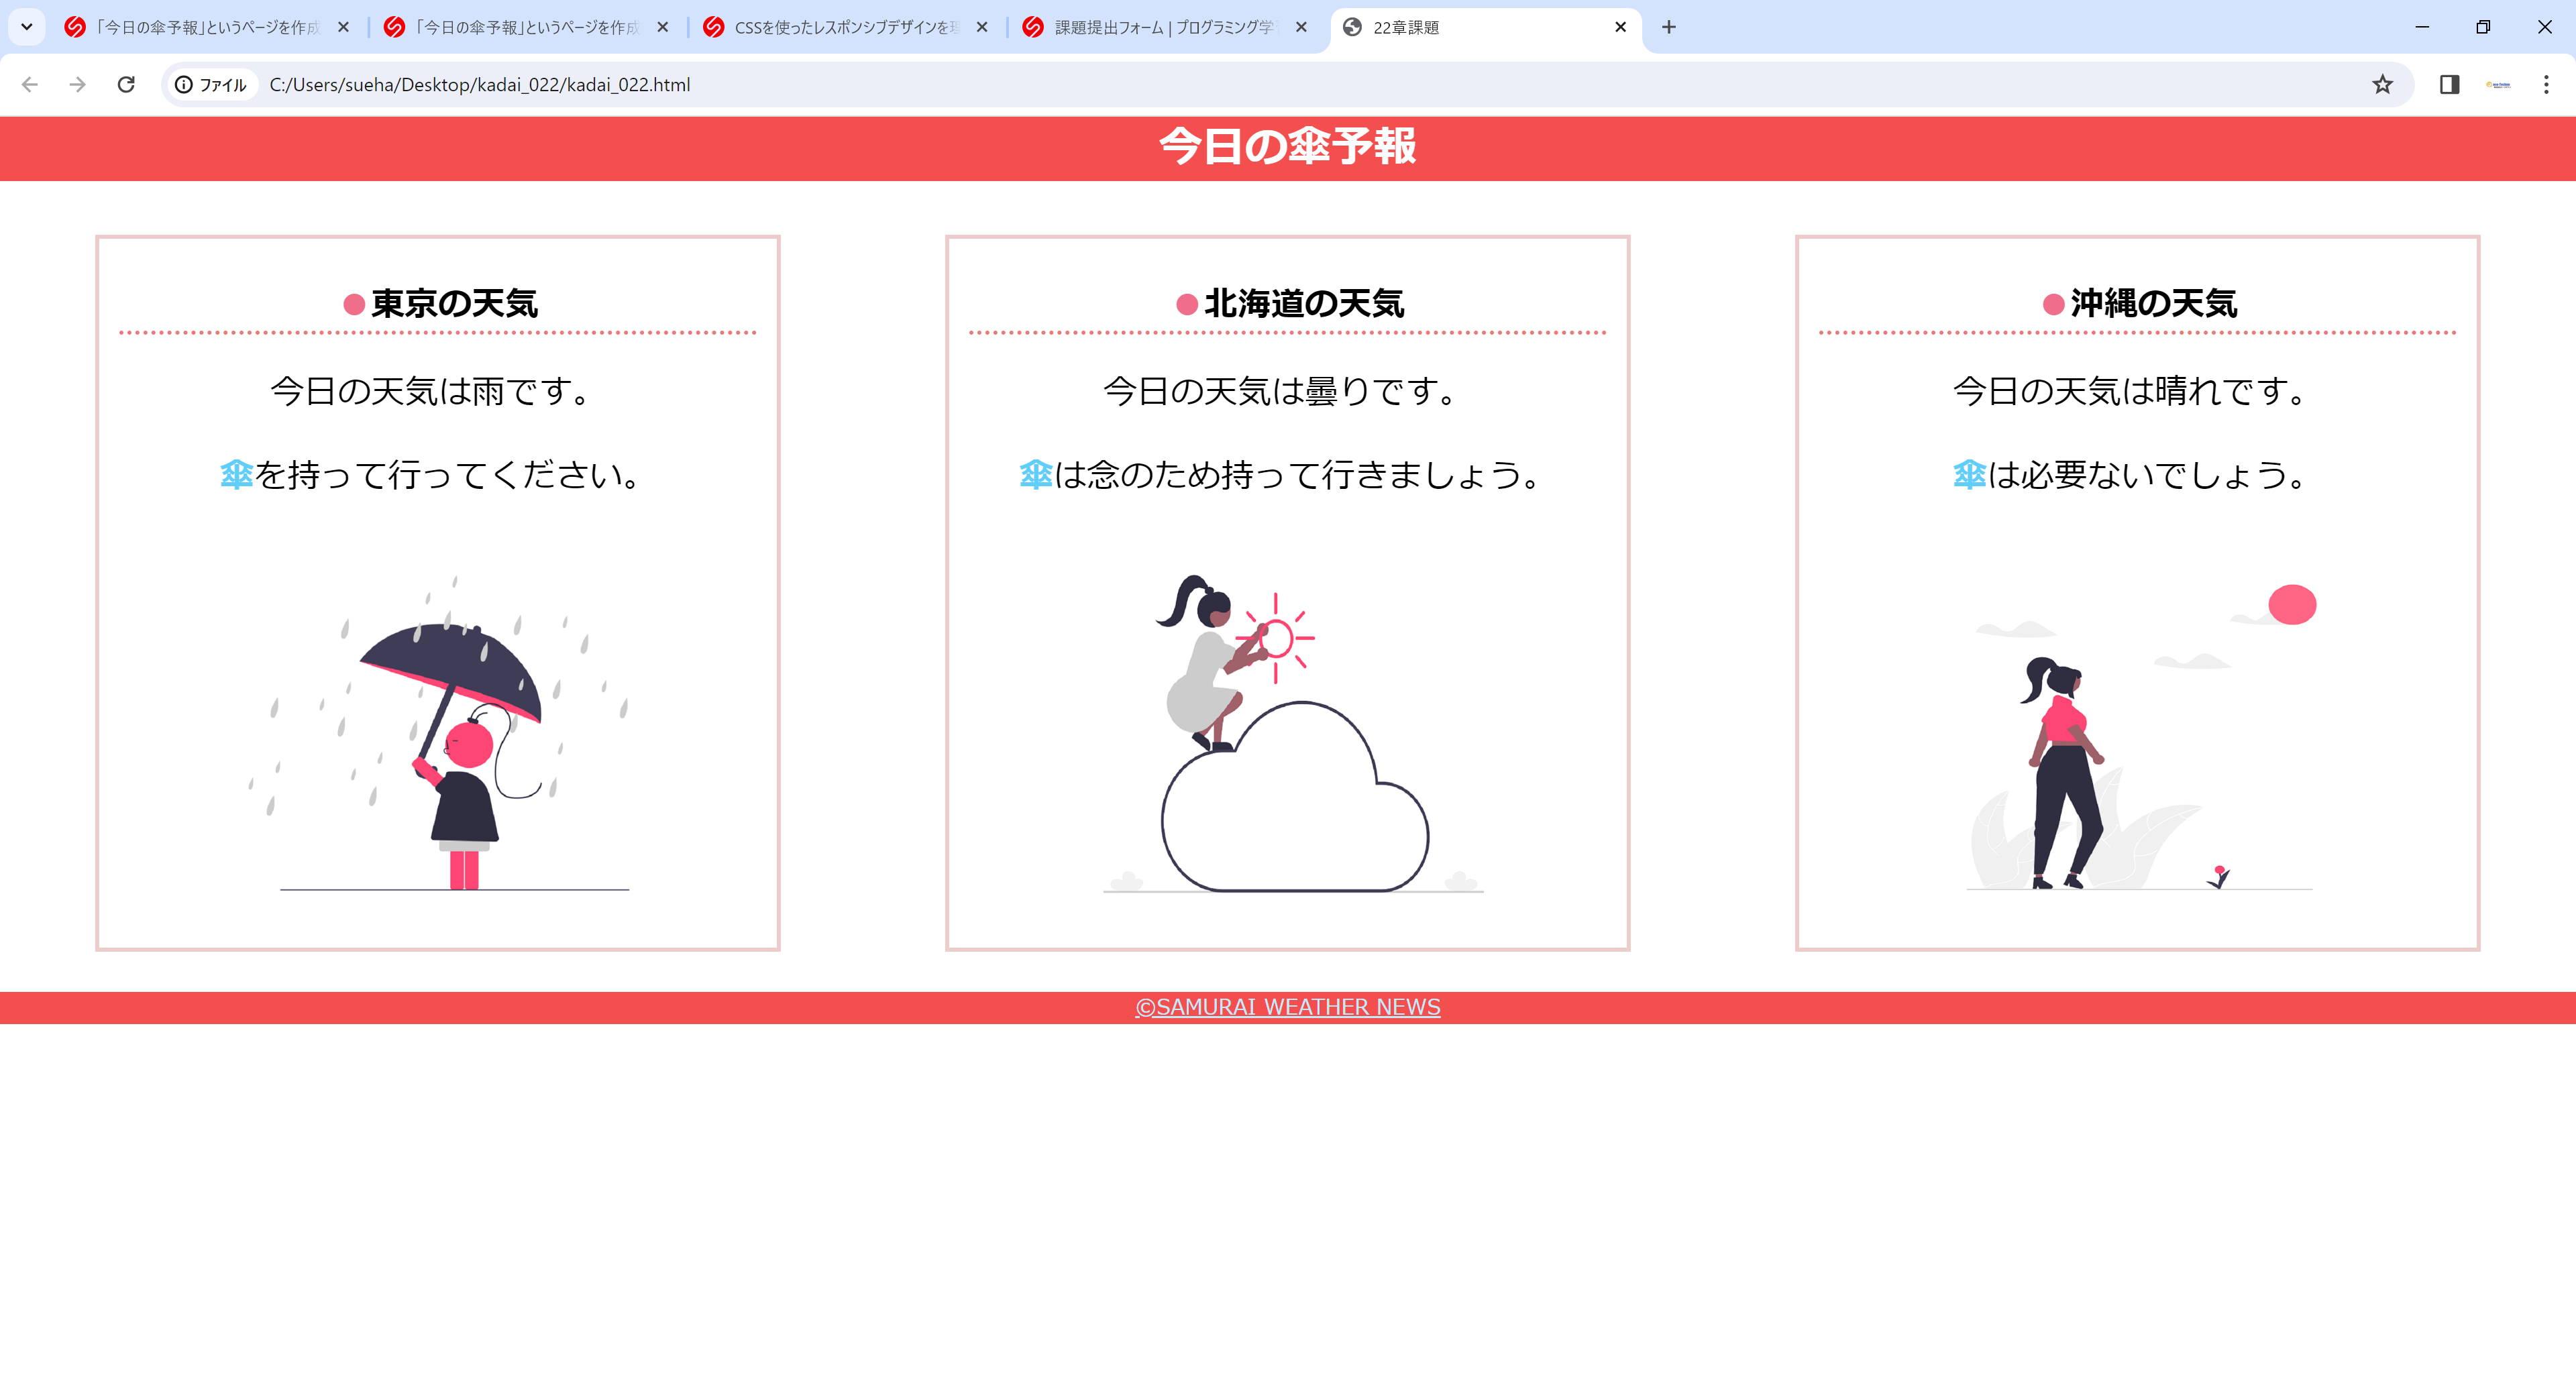 「今日の傘予報」というページを作成
「今日の傘予報」というページを作成
CSSを使ったレスポンシブデザインを
課題提出フォーム | プログラミング学
22章課題
ファイル
C:/Users/sueha/Desktop/kadai_022/kadai_022.html
今日の傘予報
東京の天気
今日の天気は雨です。
傘を持って行ってください。
北海道の天気
今日の天気は曇りです。
傘は念のため持って行きましょう。
沖縄の天気
今日の天気は晴れです。
傘は必要ないでしょう。
©SAMURAI WEATHER NEWS